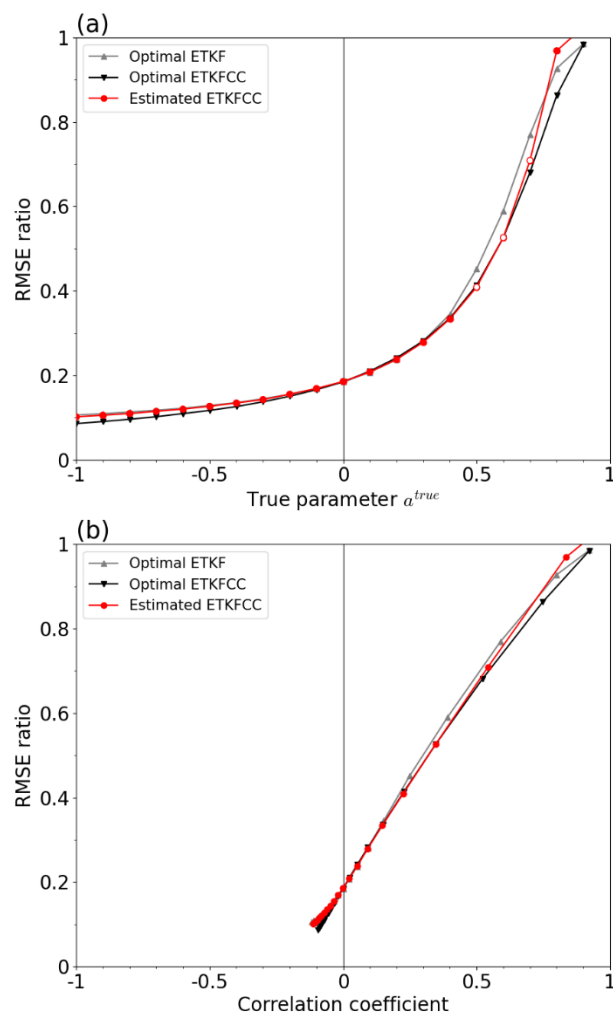 (a)
1
0.8
0.6
0.4
0.2
0
RMSE ratio
Optimal ETKF
Optimal ETKFCC
Estimated ETKFCC
-1
-0.5
0
0.5
1
True parameter a^{true}
(b)
1
0.8
0.6
0.4
0.2
0
RMSE ratio
Optimal ETKF
Optimal ETKFCC
Estimated ETKFCC
-1
-0.5
0
0.5
1
Correlation coefficient